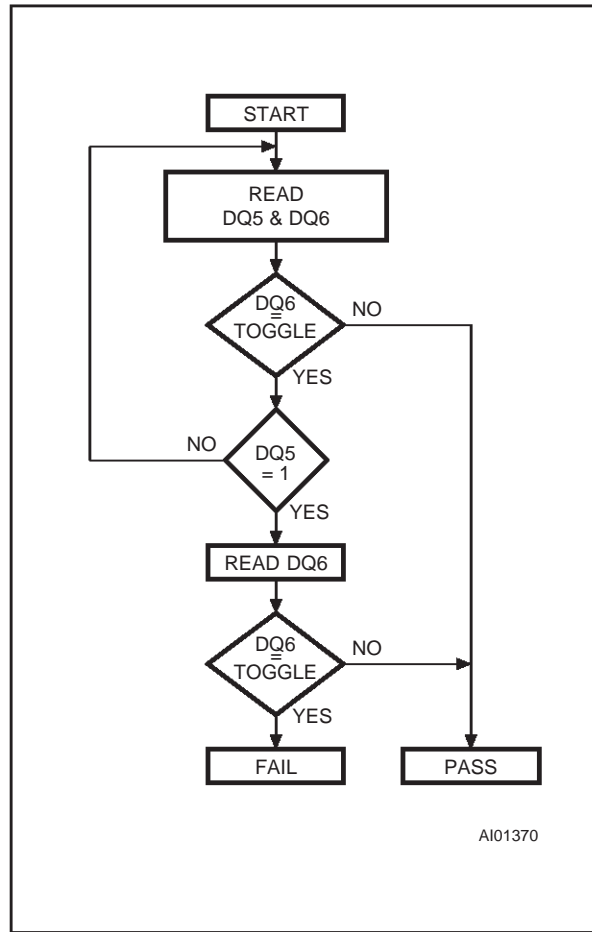 START
READ
DQ5 & DQ6
DQ6
=
TOGGLE
NO
YES
NO
DQ5
= 1
YES
READ DQ6
DQ6
=
TOGGLE
NO
YES
FAIL
PASS
AI01370